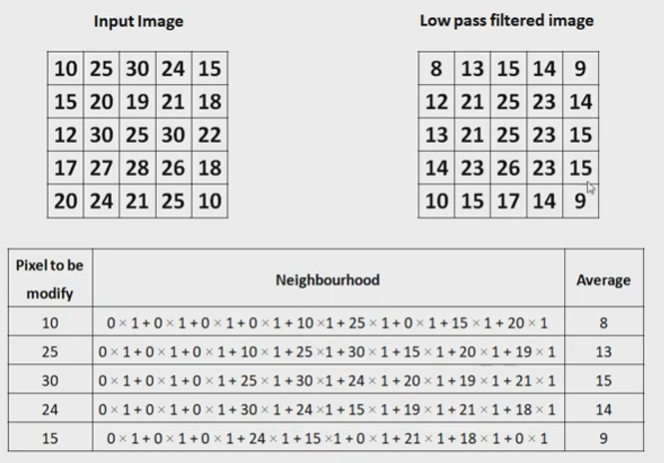 Input Image
Low pass filtered image
10 25 30 24 15
15 20 19 21 18
12 30 25 30 22
17 27 28 26 18
20 24 21 25 10
8 13 15 14 9
12 21 25 23 14
13 21 25 23 15
14 23 26 23 15
10 15 17 14 9
Pixel to be modify Neighbourhood Average
10 0 × 1 + 0 × 1 + 0 × 1 + 0 × 1 + 10 × 1 + 25 × 1 + 0 × 1 + 15 × 1 + 20 × 1 8
25 0 × 1 + 0 × 1 + 0 × 1 + 10 × 1 + 25 × 1 + 30 × 1 + 15 × 1 + 20 × 1 + 19 × 1 13
30 0 × 1 + 0 × 1 + 0 × 1 + 25 × 1 + 30 × 1 + 24 × 1 + 20 × 1 + 19 × 1 + 21 × 1 15
24 0 × 1 + 0 × 1 + 0 × 1 + 30 × 1 + 24 × 1 + 15 × 1 + 19 × 1 + 21 × 1 + 18 × 1 14
15 0 × 1 + 0 × 1 + 0 × 1 + 24 × 1 + 15 × 1 + 0 × 1 + 21 × 1 + 18 × 1 + 0 × 1 9